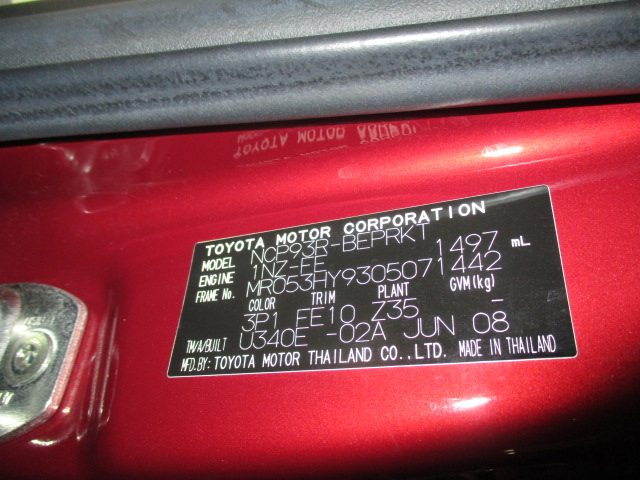 TOYOTA MOTOR CORPORATION
MODEL NCP93R-BEPRKT
ENGINE 1NZ-FE 1497 mL
FRAME No. MR053HY9305071442
COLOR TRIM PLANT GVM(kg)
3P1 FE10 Z35 -
TM/A/BUILT U340E -02A JUN 08
MFD.BY: TOYOTA MOTOR THAILAND CO.,LTD. MADE IN THAILAND